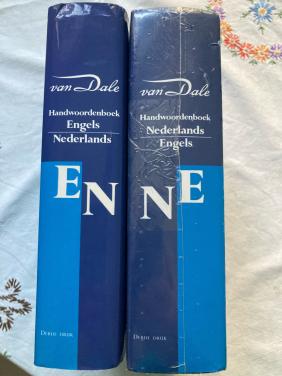 van Dale
Handwoordenboek
Engels
Nederlands
EN
DERDE DRUK
van Dale
Handwoordenboek
Nederlands
Engels
NE
DERDE DRUK